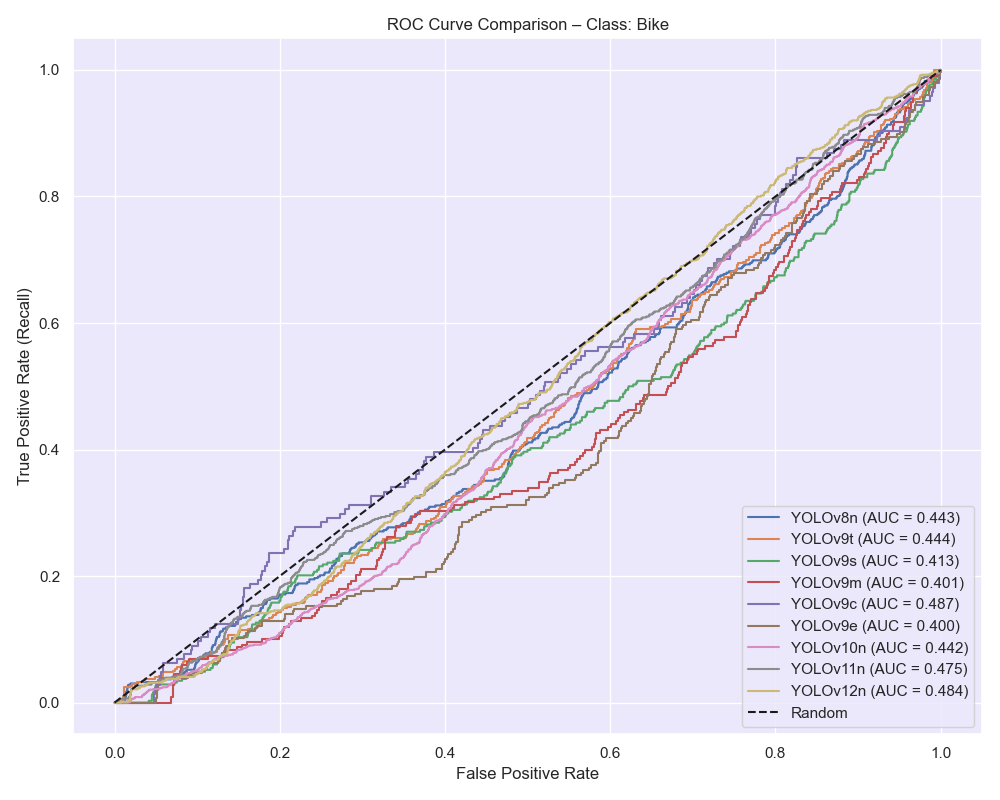 ROC Curve Comparison – Class: Bike
True Positive Rate (Recall)
1.0
0.8
0.6
0.4
0.2
0.0
0.0
0.2
0.4
0.6
0.8
1.0
False Positive Rate
YOLOv8n (AUC = 0.443)
YOLOv9t (AUC = 0.444)
YOLOv9s (AUC = 0.413)
YOLOv9m (AUC = 0.401)
YOLOv9c (AUC = 0.487)
YOLOv9e (AUC = 0.400)
YOLOv10n (AUC = 0.442)
YOLOv11n (AUC = 0.475)
YOLOv12n (AUC = 0.484)
Random